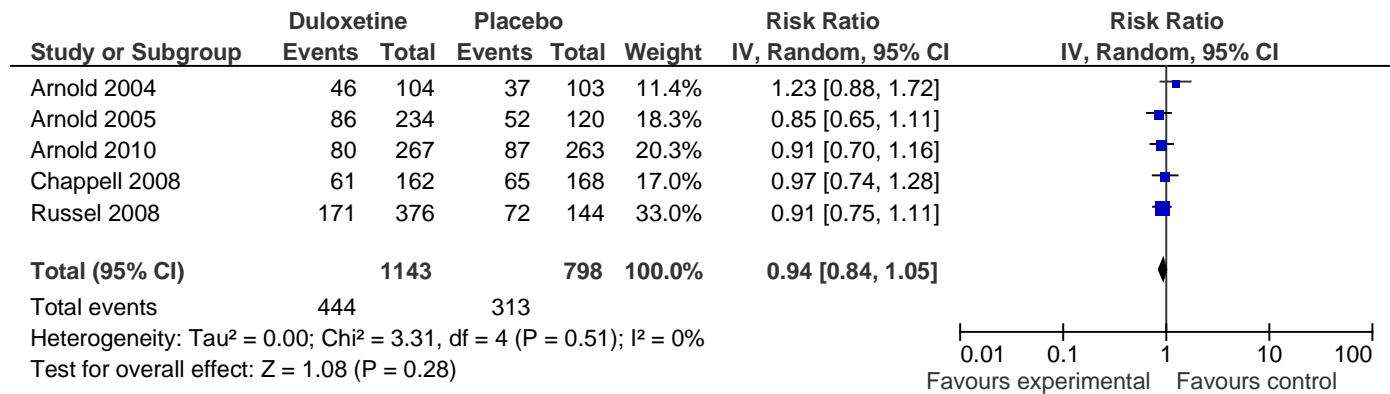 Duloxetine Placebo Risk Ratio Risk Ratio
Study or Subgroup Events Total Events Total Weight IV, Random, 95% CI IV, Random, 95% CI
Arnold 2004 46 104 37 103 11.4% 1.23 [0.88, 1.72]
Arnold 2005 86 234 52 120 18.3% 0.85 [0.65, 1.11]
Arnold 2010 80 267 87 263 20.3% 0.91 [0.70, 1.16]
Chappell 2008 61 162 65 168 17.0% 0.97 [0.74, 1.28]
Russel 2008 171 376 72 144 33.0% 0.91 [0.75, 1.11]
Total (95% CI) 1143 798 100.0% 0.94 [0.84, 1.05]
Total events 444 313
Heterogeneity: Tau² = 0.00; Chi² = 3.31, df = 4 (P = 0.51); I² = 0%
Test for overall effect: Z = 1.08 (P = 0.28)
0.01 0.1 1 10 100
Favours experimental Favours control